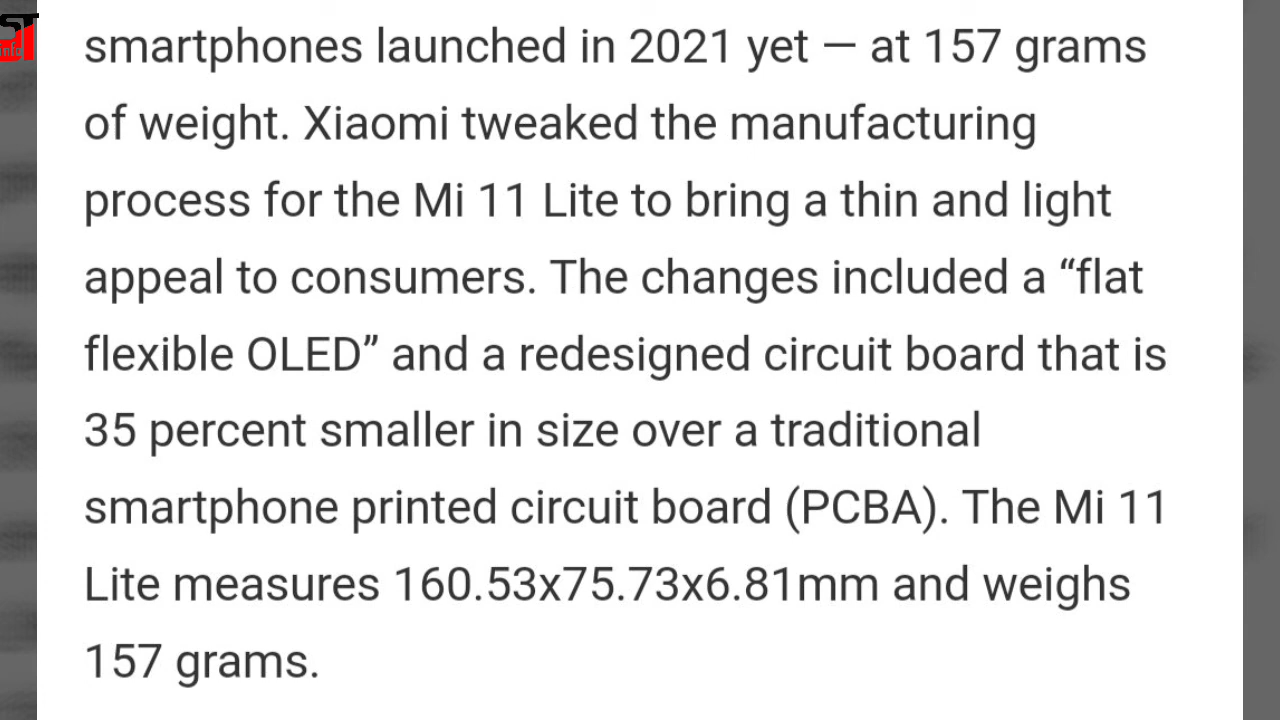 ST
info
smartphones launched in 2021 yet — at 157 grams
of weight. Xiaomi tweaked the manufacturing
process for the Mi 11 Lite to bring a thin and light
appeal to consumers. The changes included a “flat
flexible OLED” and a redesigned circuit board that is
35 percent smaller in size over a traditional
smartphone printed circuit board (PCBA). The Mi 11
Lite measures 160.53x75.73x6.81mm and weighs
157 grams.